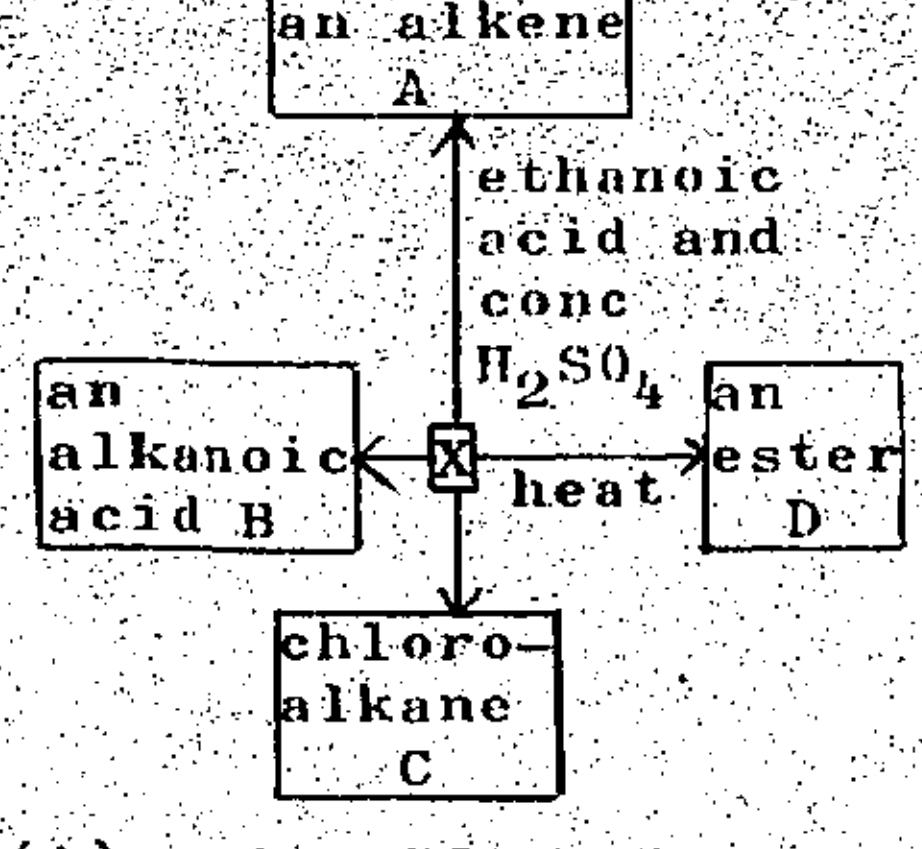 an alkene
A
ethanoic
acid and
conc
H₂SO₄
an
alkanoic
acid B
X
heat
an
ester
D
chloro-
alkane
C